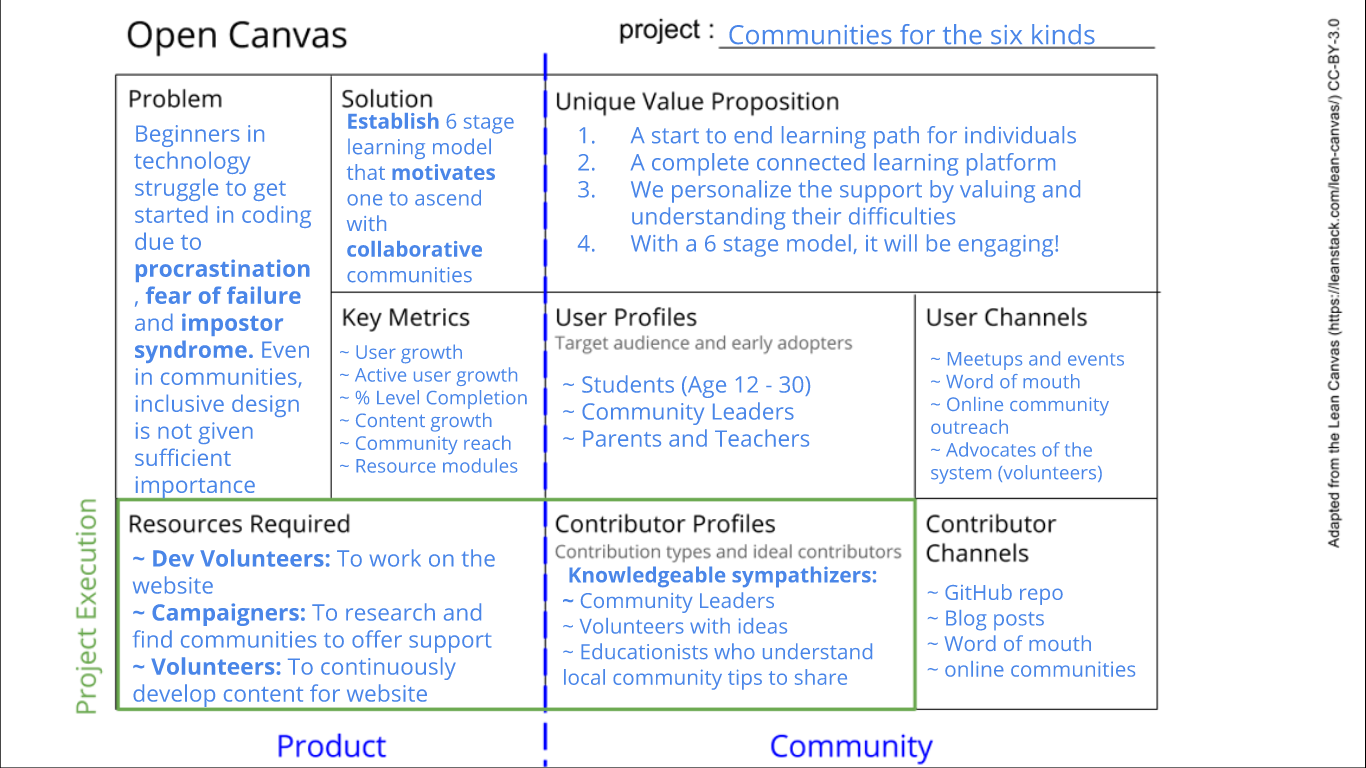 Open Canvas
project : Communities for the six kinds
Problem
Beginners in
technology
struggle to get
started in coding
due to
procrastination
, fear of failure
and impostor
syndrome. Even
in communities,
inclusive design
is not given
sufficient
importance
Solution
Establish 6 stage
learning model
that motivates
one to ascend
with
collaborative
communities
Unique Value Proposition
1. A start to end learning path for individuals
2. A complete connected learning platform
3. We personalize the support by valuing and
understanding their difficulties
4. With a 6 stage model, it will be engaging!
Key Metrics
~ User growth
~ Active user growth
~ % Level Completion
~ Content growth
~ Community reach
~ Resource modules
User Profiles
Target audience and early adopters
~ Students (Age 12 - 30)
~ Community Leaders
~ Parents and Teachers
User Channels
~ Meetups and events
~ Word of mouth
~ Online community
outreach
~ Advocates of the
system (volunteers)
Project Execution
Resources Required
~ Dev Volunteers: To work on the
website
~ Campaigners: To research and
find communities to offer support
~ Volunteers: To continuously
develop content for website
Contributor Profiles
Contribution types and ideal contributors
Knowledgeable sympathizers:
~ Community Leaders
~ Volunteers with ideas
~ Educationists who understand
local community tips to share
Contributor
Channels
~ GitHub repo
~ Blog posts
~ Word of mouth
~ online communities
Product
Community
Adapted from the Lean Canvas (https://leanstack.com/lean-canvas/) CC-BY-3.0